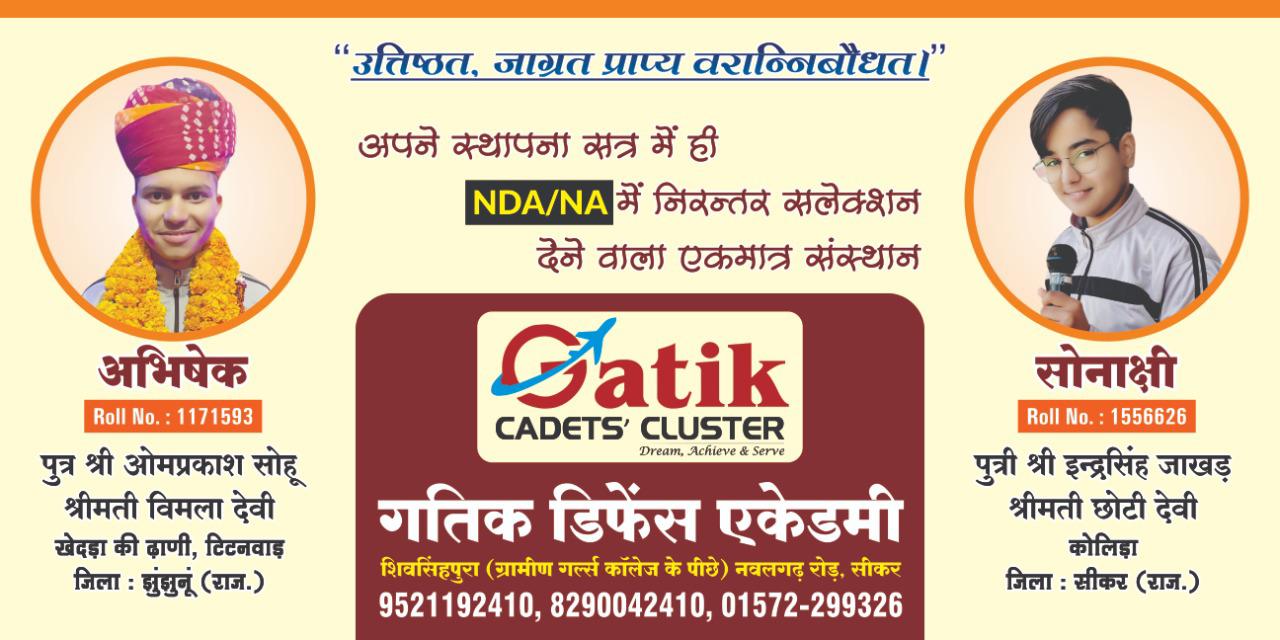 “उत्तिष्ठत, जाग्रत प्राप्य वरान्निबौधत।”
अपने स्थापना सत्र में ही
NDA/NA में निरन्तर सलेक्शन
दैने वाला एकमात्र संस्थान
अभिषेक
Roll No. : 1171593
पुत्र श्री ओमप्रकाश सोहू
श्रीमती विमला देवी
खेदड़ा की ढ़ाणी, टिटनवाड़
जिला : झुंझुनूं (राज.)
Gatik
CADETS' CLUSTER
Dream, Achieve & Serve
गतिक डिफेंस एकेडमी
शिवसिंहपुरा (ग्रामीण गर्ल्स कॉलेज के पीछे) नवलगढ़ रोड़, सीकर
9521192410, 8290042410, 01572-299326
सोनाक्षी
Roll No. : 1556626
पुत्री श्री इन्द्रसिंह जाखड़
श्रीमती छोटी देवी
कोलिड़ा
जिला : सीकर (राज.)